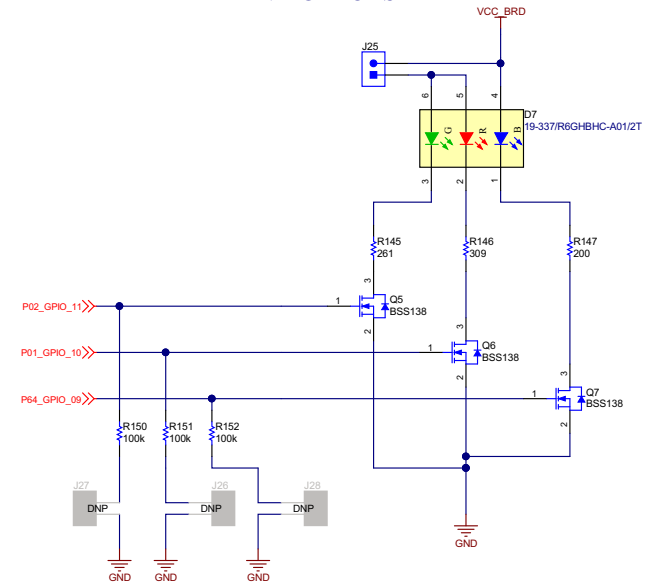 VCC_BRD
J25
6
5
4
D7
19-337/R6GHBHC-A01/2T
G
R
B
3
2
1
R145
261
R146
309
R147
200
3
Q5
BSS138
P02_GPIO_11
1
2
3
Q6
BSS138
P01_GPIO_10
1
2
3
Q7
BSS138
P64_GPIO_09
1
2
R150
100k
R151
100k
R152
100k
J27
DNP
J26
DNP
J28
DNP
GND
GND
GND
GND